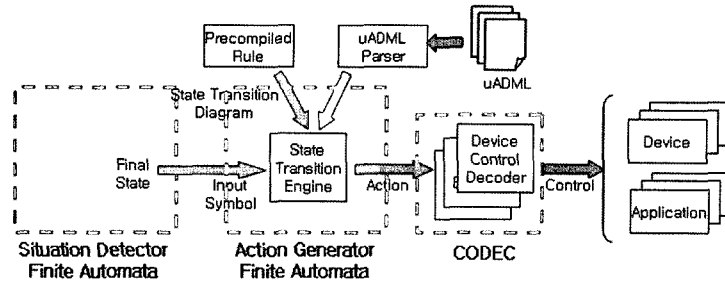 Precompiled
Rule
uADML
Parser
uADML
State Transition
Diagram
Final
State
Input
Symbol
State
Transition
Engine
Action
Device
Control
Decoder
Control
Device
Application
Situation Detector
Finite Automata
Action Generator
Finite Automata
CODEC